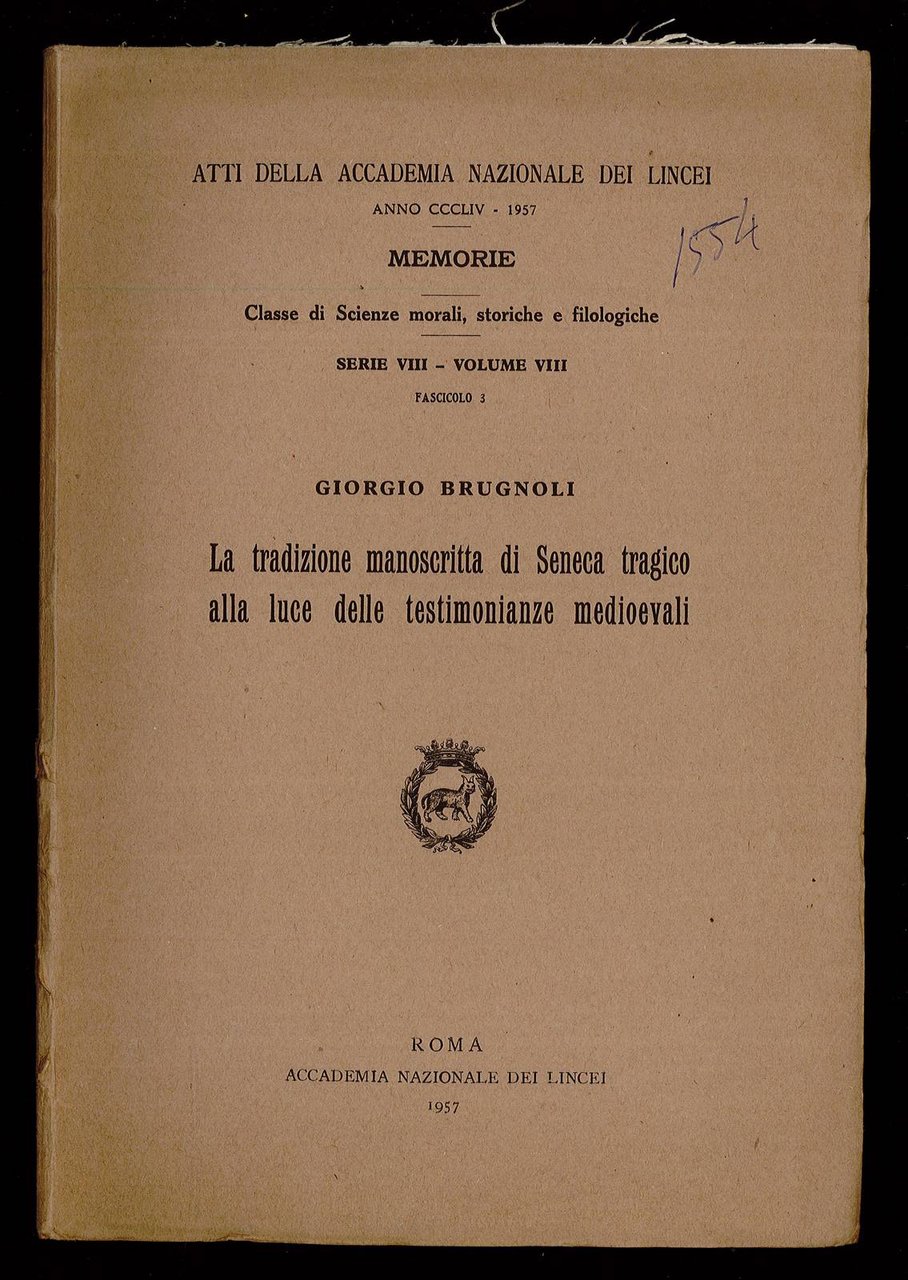 ATTI DELLA ACCADEMIA NAZIONALE DEI LINCEI
ANNO CCCLIV - 1957
1554
MEMORIE
Classe di Scienze morali, storiche e filologiche
SERIE VIII – VOLUME VIII
FASCICOLO 3
GIORGIO BRUGNOLI
La tradizione manoscritta di Seneca tragico
alla luce delle testimonianze medioevali
ROMA
ACCADEMIA NAZIONALE DEI LINCEI
1957